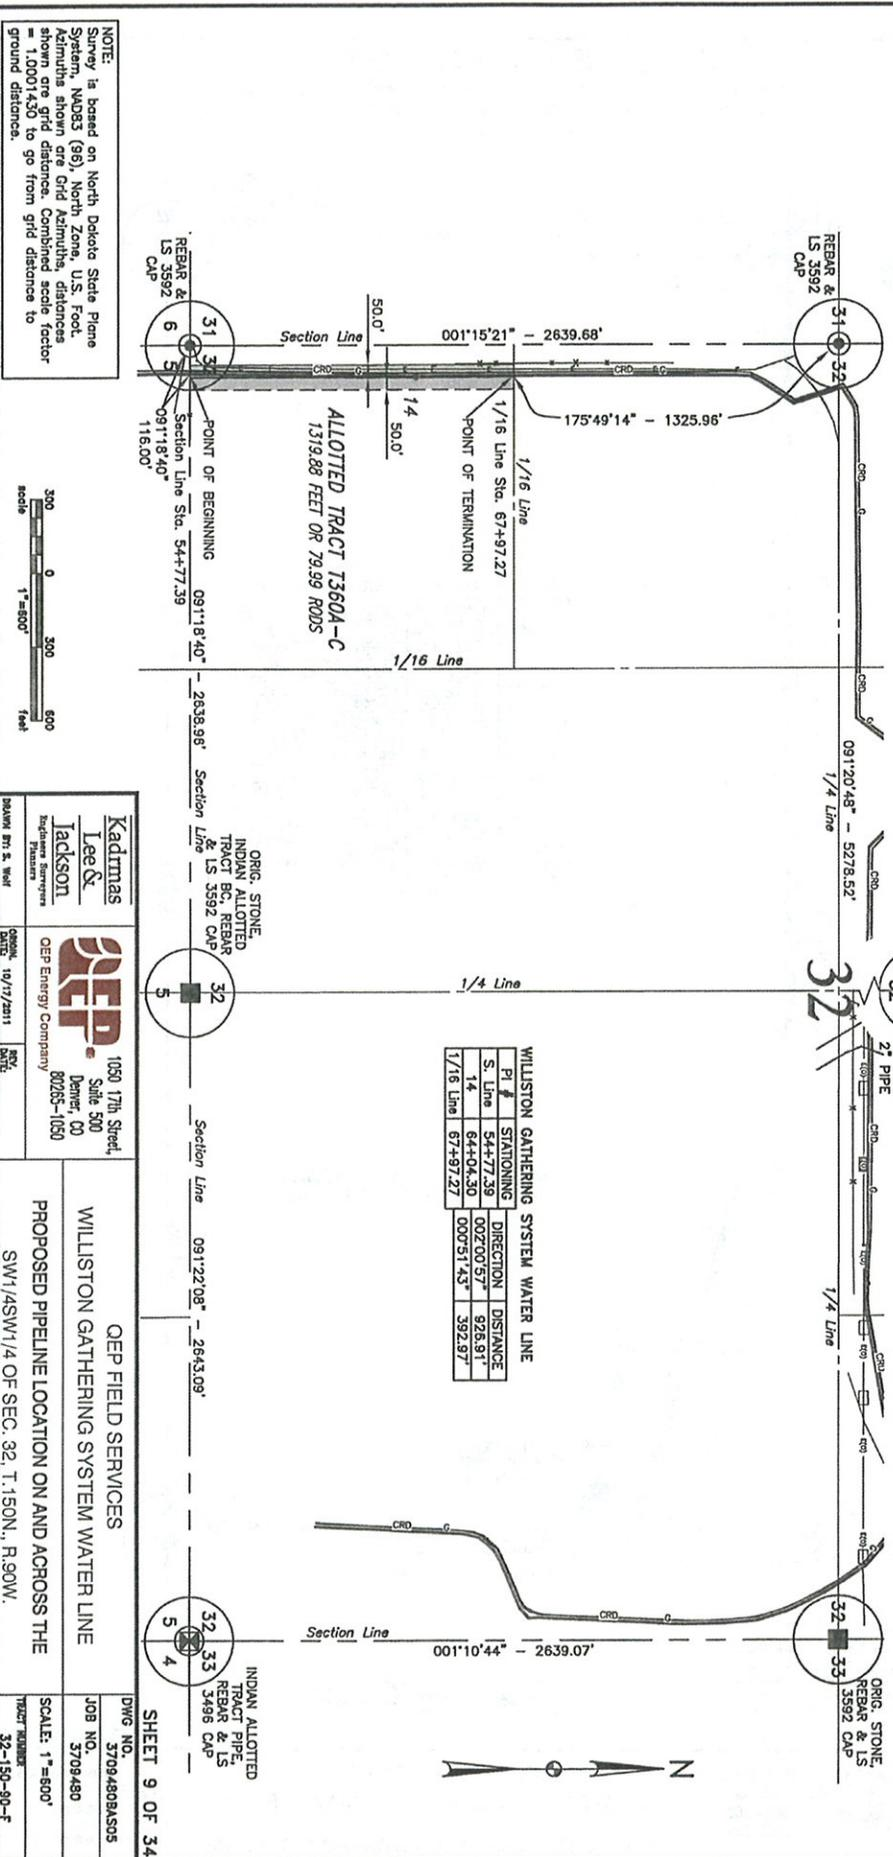 NOTE:
Survey is based on North Dakota State Plane
System, NAD83 (96), North Zone, U.S. Foot.
Azimuths shown are Grid Azimuths, distances
shown are grid distance. Combined scale factor
= 1.0001430 to go from grid distance to
ground distance.
REBAR &
LS 3592
CAP
31
32
091°20'48" - 5278.52'
1/4 Line
32
2" PIPE
1/4 Line
32
33
ORIG. STONE,
REBAR & LS
3592 CAP
Section Line
001°15'21" - 2639.68'
175°49'14" - 1325.96'
50.0'
14
50.0'
1/16 Line
1/16 Line Sta. 67+97.27
POINT OF TERMINATION
ALLOTTED TRACT T360A-C
1319.88 FEET OR 79.99 RODS
1/16 Line
1/4 Line
WILLISTON GATHERING SYSTEM WATER LINE
PI # STATIONING DIRECTION DISTANCE
S. Line 54+77.39 002°00'57" 926.91'
14 64+04.30 000°51'43" 392.97'
1/16 Line 67+97.27
CRD G
Section Line
001°10'44" - 2639.07'
N
REBAR &
LS 3592
CAP
31
32
6
5
POINT OF BEGINNING
Section Line Sta. 54+77.39
091°18'40"
116.00'
091°18'40" - 2638.96'
Section Line
ORIG. STONE,
INDIAN ALLOTTED
TRACT BC, REBAR
& LS 3592 CAP
32
5
Section Line
091°22'08" - 2643.09'
32
33
5
4
INDIAN ALLOTTED
TRACT PIPE,
REBAR & LS
3496 CAP
300 0 300 600
scale 1"=600' feet
SHEET 9 OF 34
Kadrmas
Lee &
Jackson
Engineers Surveyors
Planners
QEP
QEP Energy Company
1050 17th Street,
Suite 500
Denver, CO
80265-1050
DRAWN BY: S. Wolf
ORIGIN. DATE: 10/17/2011
REV. DATE:
QEP FIELD SERVICES
WILLISTON GATHERING SYSTEM WATER LINE
PROPOSED PIPELINE LOCATION ON AND ACROSS THE
SW1/4SW1/4 OF SEC. 32, T.150N., R.90W.
DWG NO.
3709480BAS05
JOB NO.
3709480
SCALE: 1"=600'
TRACT NUMBER
32-150-90-F